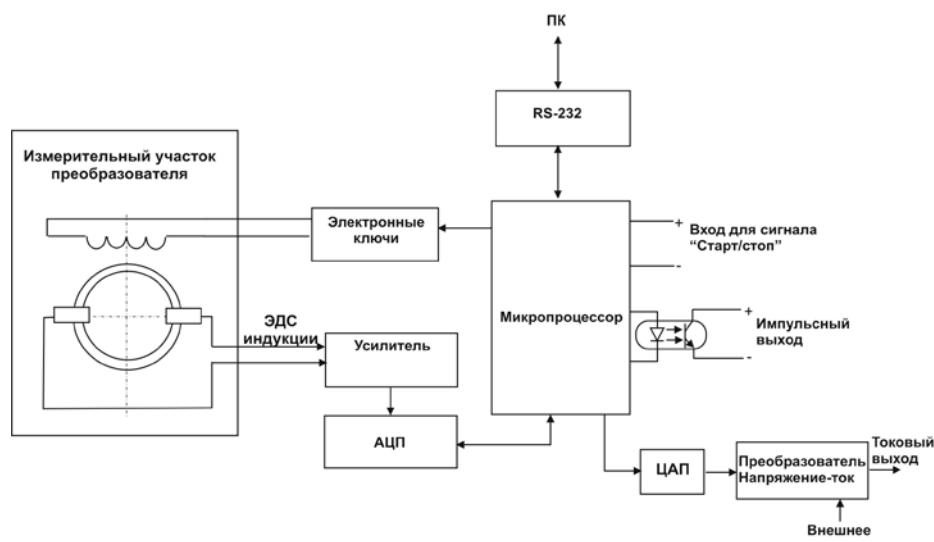 ПК
RS-232
Измерительный участок
преобразователя
Электронные
ключи
+
Вход для сигнала
“Старт/стоп”
-
Микропроцессор
ЭДС
индукции
Усилитель
+
Импульсный
выход
-
АЦП
ЦАП
Преобразователь
Напряжение-ток
Токовый
выход
Внешнее